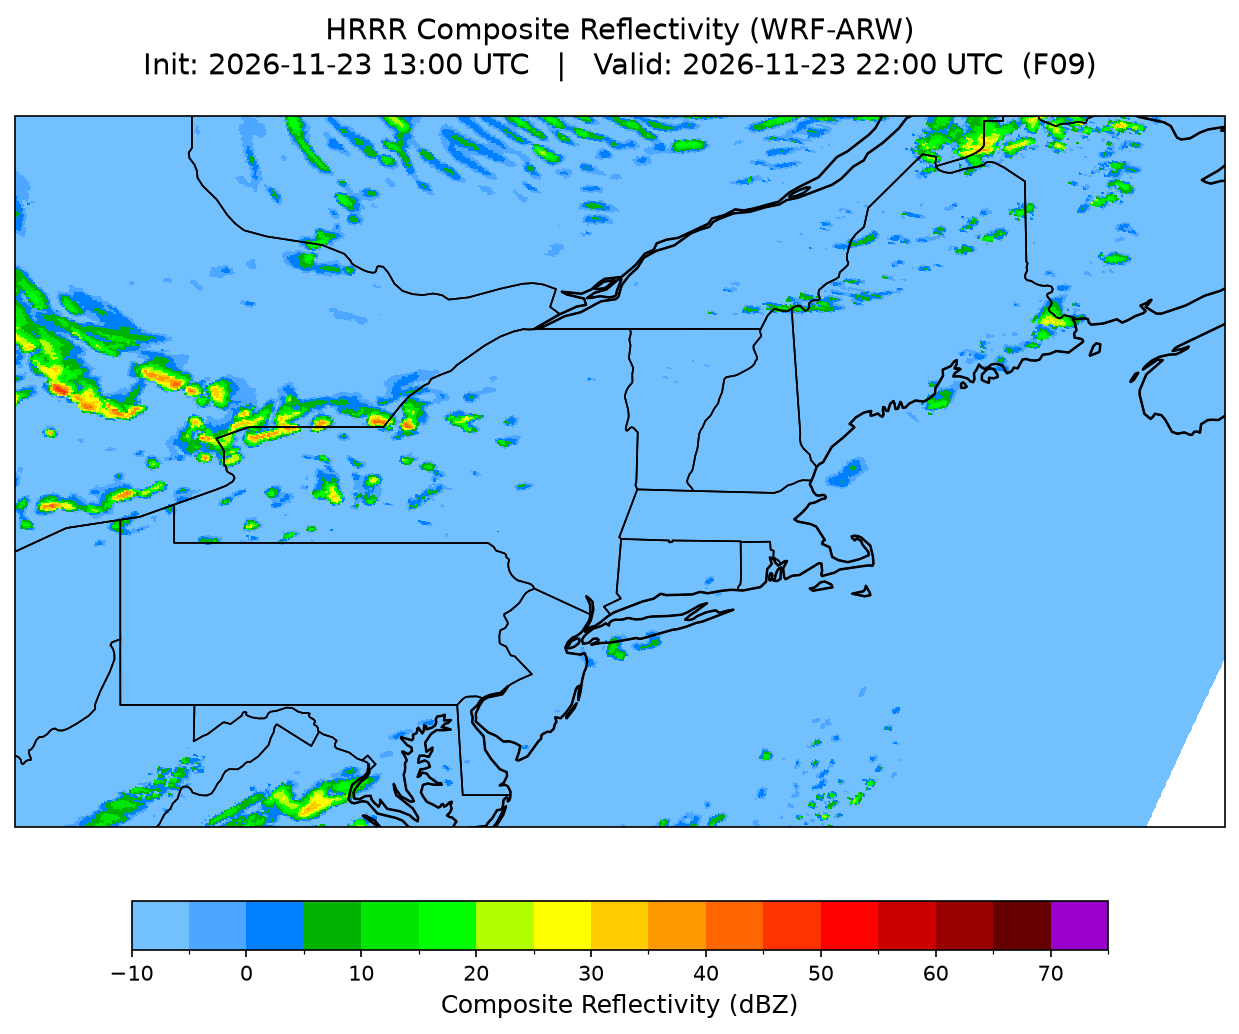 HRRR Composite Reflectivity (WRF-ARW)
Init: 2026-11-23 13:00 UTC | Valid: 2026-11-23 22:00 UTC (F09)
−10 0 10 20 30 40 50 60 70
Composite Reflectivity (dBZ)